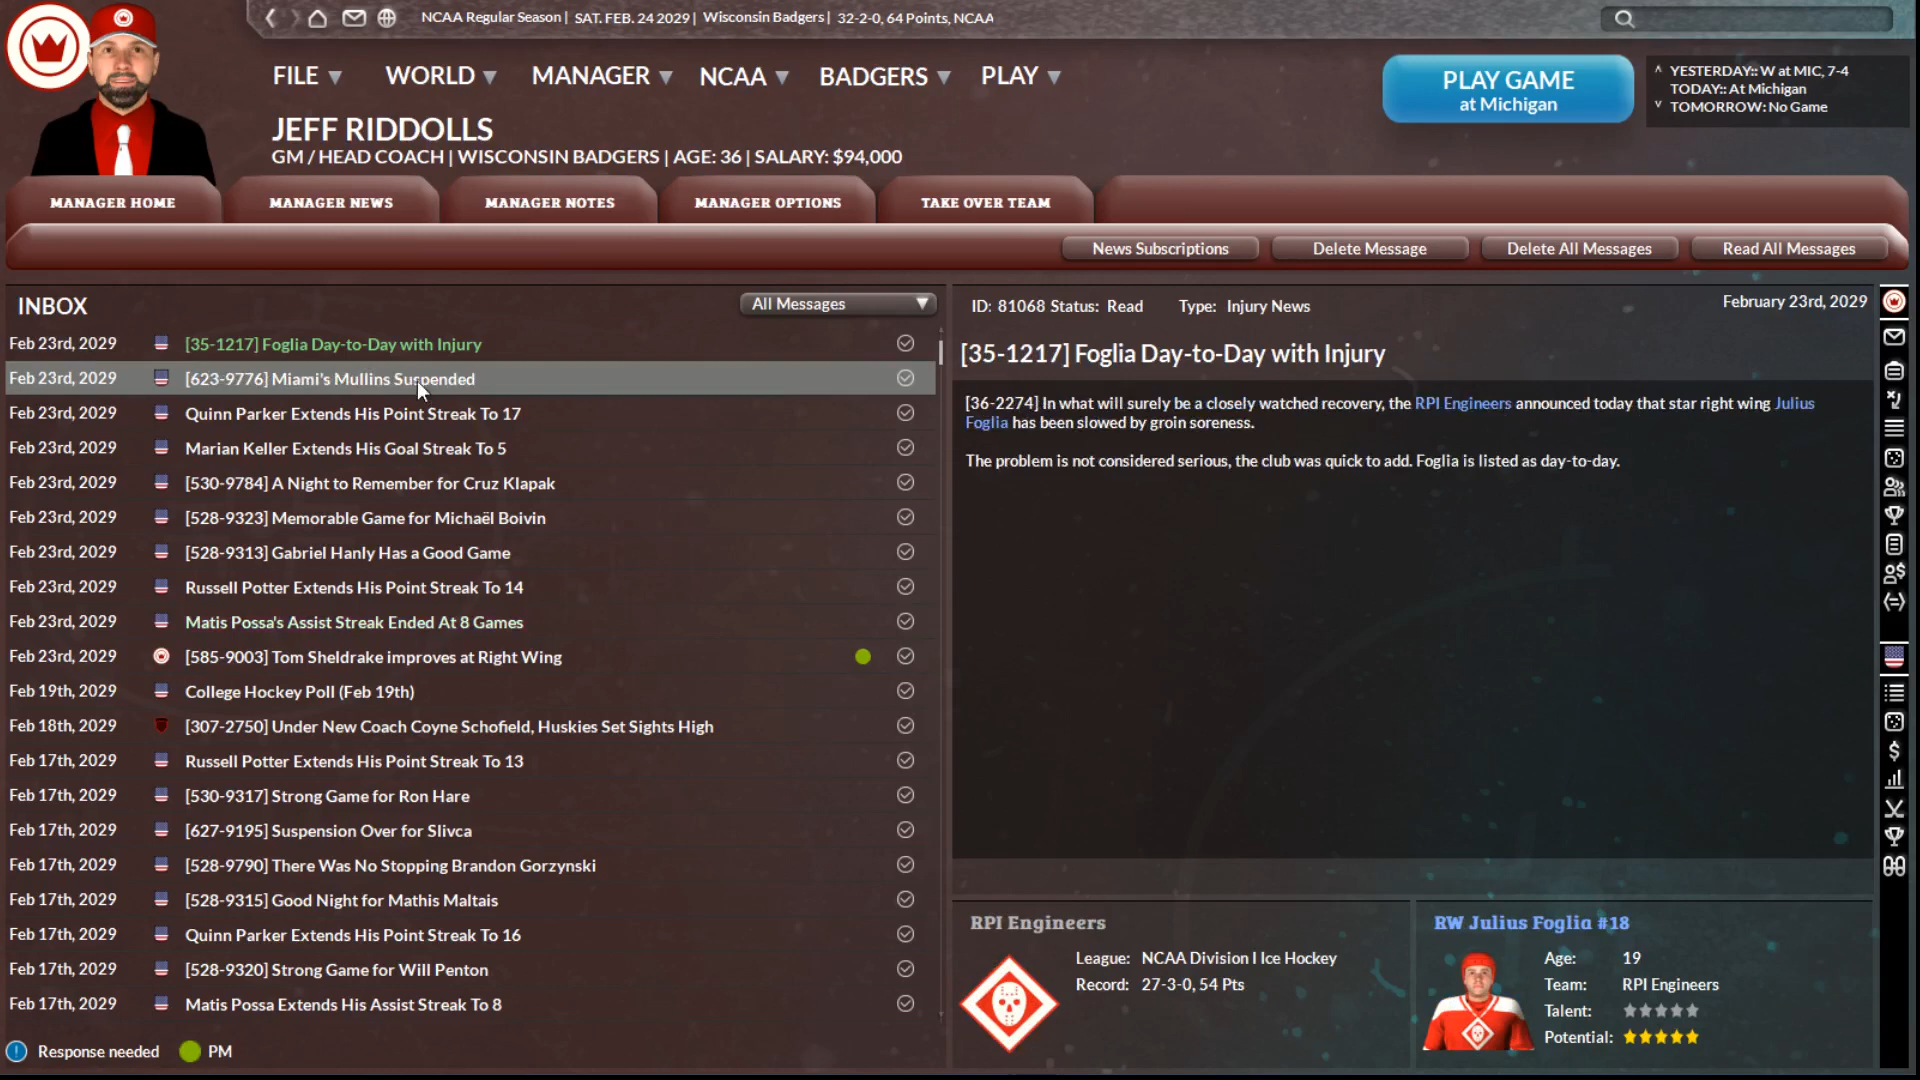 NCAA Regular Season | SAT. FEB. 24 2029 | Wisconsin Badgers | 32-2-0, 64 Points, NCAA
FILE WORLD MANAGER NCAA BADGERS PLAY
PLAY GAME
at Michigan
YESTERDAY:: W at MIC, 7-4
TODAY:: At Michigan
TOMORROW: No Game
JEFF RIDDOLLS
GM / HEAD COACH | WISCONSIN BADGERS | AGE: 36 | SALARY: $94,000
MANAGER HOME MANAGER NEWS MANAGER NOTES MANAGER OPTIONS TAKE OVER TEAM
News Subscriptions Delete Message Delete All Messages Read All Messages
INBOX All Messages
Feb 23rd, 2029 [35-1217] Foglia Day-to-Day with Injury
Feb 23rd, 2029 [623-9776] Miami's Mullins Suspended
Feb 23rd, 2029 Quinn Parker Extends His Point Streak To 17
Feb 23rd, 2029 Marian Keller Extends His Goal Streak To 5
Feb 23rd, 2029 [530-9784] A Night to Remember for Cruz Klapak
Feb 23rd, 2029 [528-9323] Memorable Game for Michaël Boivin
Feb 23rd, 2029 [528-9313] Gabriel Hanly Has a Good Game
Feb 23rd, 2029 Russell Potter Extends His Point Streak To 14
Feb 23rd, 2029 Matis Possa's Assist Streak Ended At 8 Games
Feb 23rd, 2029 [585-9003] Tom Sheldrake improves at Right Wing
Feb 19th, 2029 College Hockey Poll (Feb 19th)
Feb 18th, 2029 [307-2750] Under New Coach Coyne Schofield, Huskies Set Sights High
Feb 17th, 2029 Russell Potter Extends His Point Streak To 13
Feb 17th, 2029 [530-9317] Strong Game for Ron Hare
Feb 17th, 2029 [627-9195] Suspension Over for Slivca
Feb 17th, 2029 [528-9790] There Was No Stopping Brandon Gorzynski
Feb 17th, 2029 [528-9315] Good Night for Mathis Maltais
Feb 17th, 2029 Quinn Parker Extends His Point Streak To 16
Feb 17th, 2029 [528-9320] Strong Game for Will Penton
Feb 17th, 2029 Matis Possa Extends His Assist Streak To 8
Response needed PM
ID: 81068 Status: Read Type: Injury News February 23rd, 2029
[35-1217] Foglia Day-to-Day with Injury
[36-2274] In what will surely be a closely watched recovery, the RPI Engineers announced today that star right wing Julius
Foglia has been slowed by groin soreness.
The problem is not considered serious, the club was quick to add. Foglia is listed as day-to-day.
RPI Engineers
League: NCAA Division I Ice Hockey
Record: 27-3-0, 54 Pts
RW Julius Foglia #18
Age: 19
Team: RPI Engineers
Talent:
Potential: